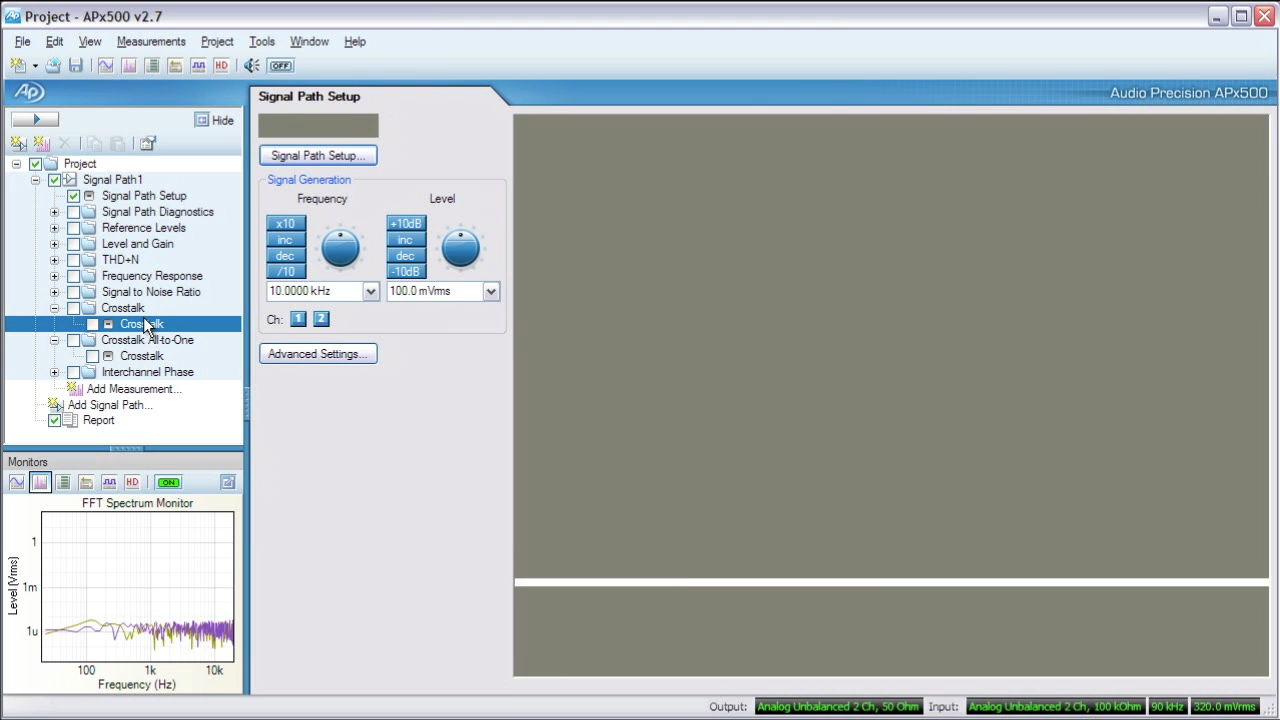 Project - APx500 v2.7
File Edit View Measurements Project Tools Window Help
HD OFF
Ap
Audio Precision APx500
Hide
Project
Signal Path1
Signal Path Setup
Signal Path Diagnostics
Reference Levels
Level and Gain
THD+N
Frequency Response
Signal to Noise Ratio
Crosstalk
Crosstalk
Crosstalk All-to-One
Crosstalk
Interchannel Phase
Add Measurement...
Add Signal Path...
Report
Monitors
HD ON
FFT Spectrum Monitor
Level (Vrms)
1
1m
1u
100 1k 10k
Frequency (Hz)
Signal Path Setup
Signal Path Setup...
Signal Generation
Frequency Level
x10 +10dB
inc inc
dec dec
/10 -10dB
10.0000 kHz 100.0 mVrms
Ch: 1 2
Advanced Settings...
Output: Analog Unbalanced 2 Ch, 50 Ohm Input: Analog Unbalanced 2 Ch, 100 kOhm 90 kHz 320.0 mVrms